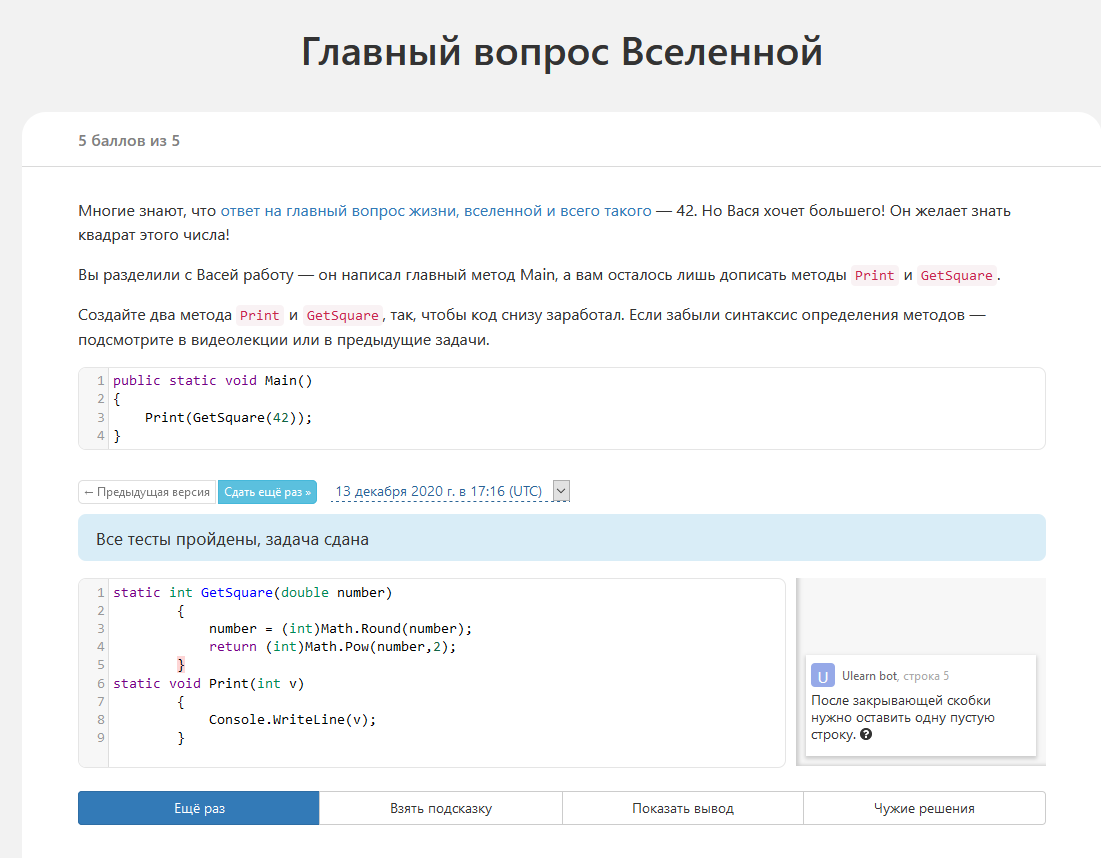 Главный вопрос Вселенной
5 баллов из 5
Многие знают, что ответ на главный вопрос жизни, вселенной и всего такого — 42. Но Вася хочет большего! Он желает знать
квадрат этого числа!
Вы разделили с Васей работу — он написал главный метод Main, а вам осталось лишь дописать методы Print и GetSquare.
Создайте два метода Print и GetSquare, так, чтобы код снизу заработал. Если забыли синтаксис определения методов —
подсмотрите в видеолекции или в предыдущие задачи.
1 public static void Main()
2 {
3     Print(GetSquare(42));
4 }
← Предыдущая версия Сдать ещё раз » 13 декабря 2020 г. в 17:16 (UTC)
Все тесты пройдены, задача сдана
1 static int GetSquare(double number)
2         {
3             number = (int)Math.Round(number);
4             return (int)Math.Pow(number,2);
5         }
6 static void Print(int v)
7         {
8             Console.WriteLine(v);
9         }
U Ulearn bot, строка 5
После закрывающей скобки
нужно оставить одну пустую
строку. ?
Ещё раз Взять подсказку Показать вывод Чужие решения